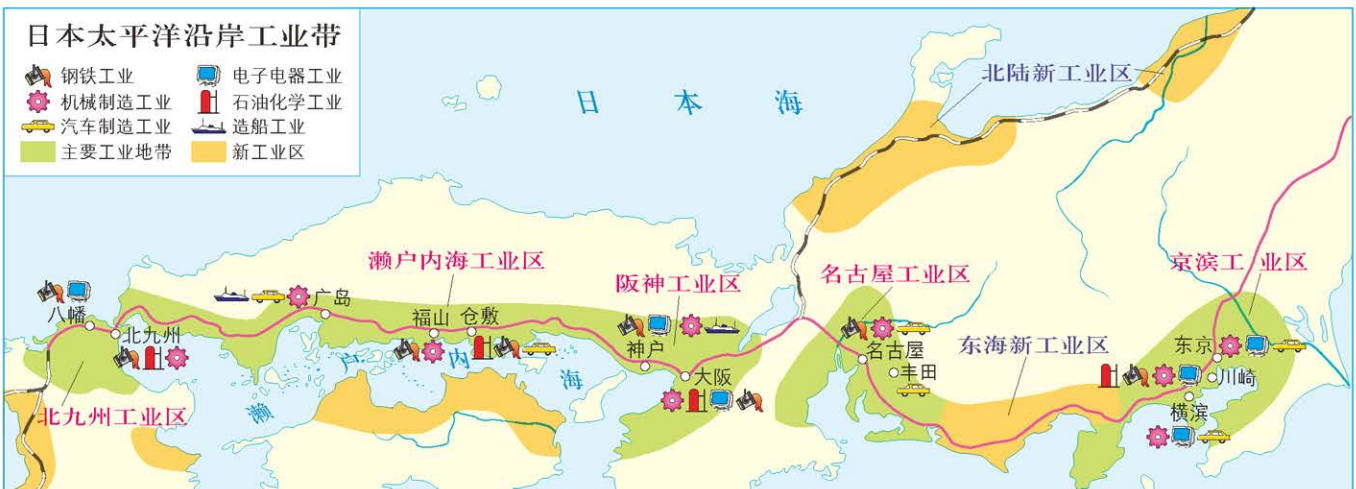 日本太平洋沿岸工业带
钢铁工业
电子电器工业
机械制造工业
石油化学工业
汽车制造工业
造船工业
主要工业地带
新工业区
日本海
北陆新工业区
濑户内海工业区
阪神工业区
名古屋工业区
京滨工业区
八幡
北九州
广岛
福山
仓敷
神户
大阪
名古屋
丰田
东海新工业区
东京
川崎
横滨
北九州工业区
濑户内海